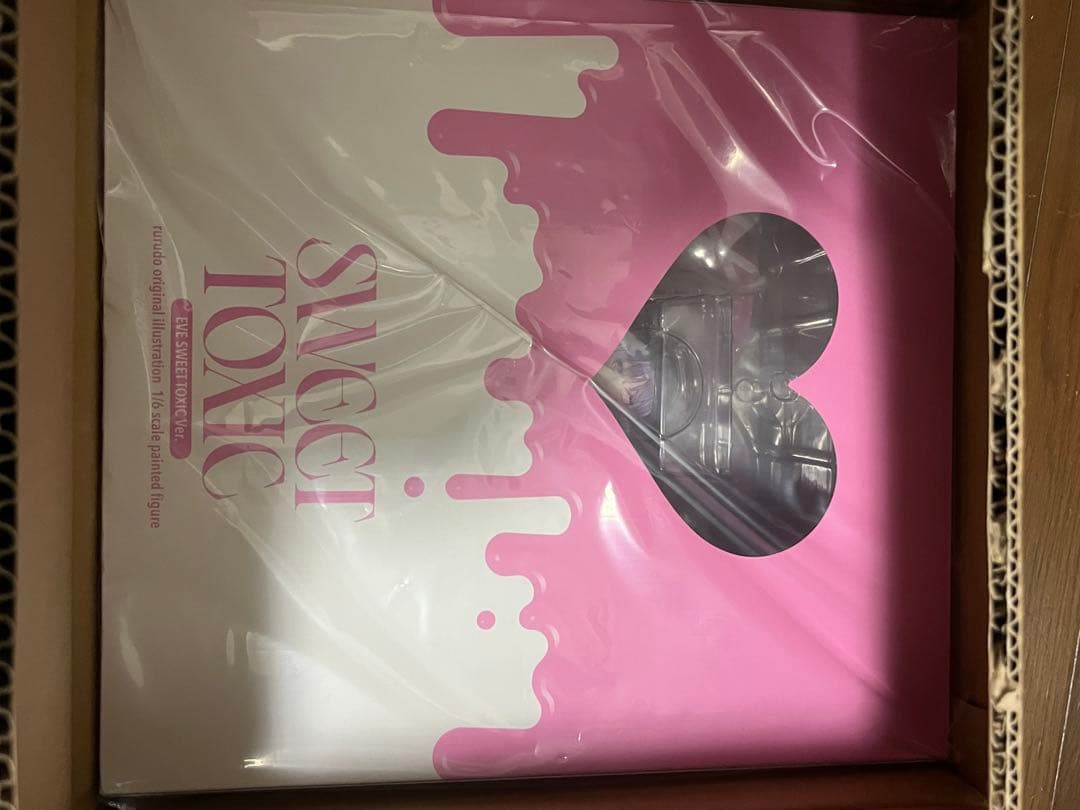 SWEET
TOXIC
EVE SWEET TOXIC Ver.
rurudo original illustration 1/6 scale painted figure